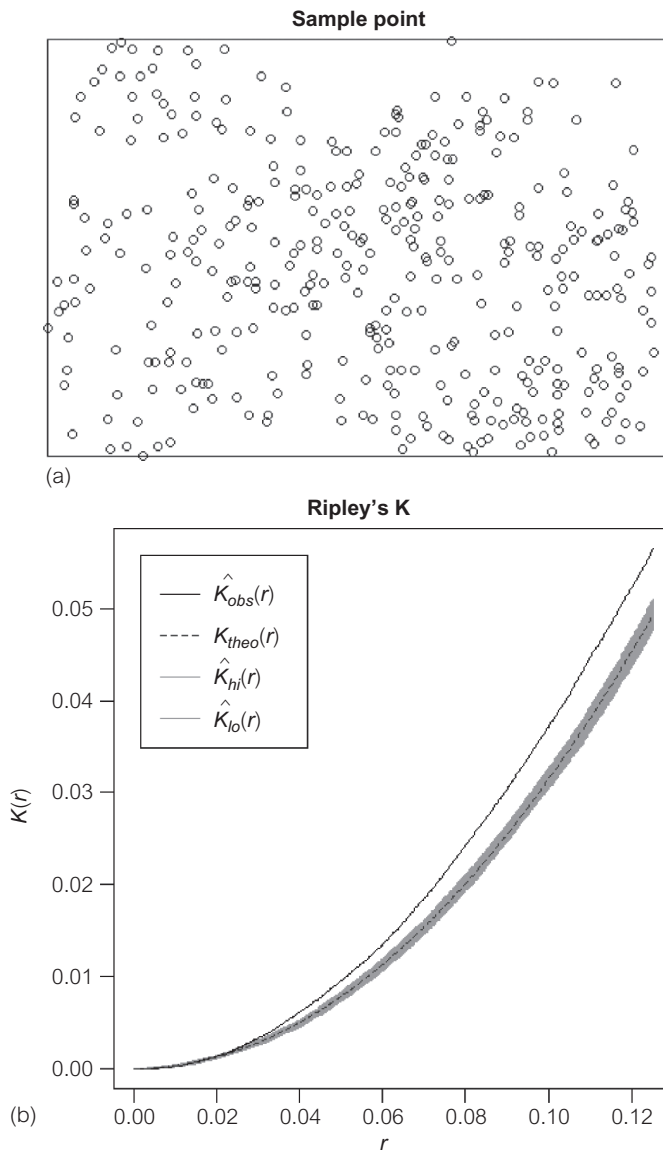 Sample point
(a)
Ripley's K
K̂obs(r)
Ktheo(r)
K̂hi(r)
K̂lo(r)
0.05
0.04
0.03
0.02
0.01
0.00
K(r)
(b)
0.00 0.02 0.04 0.06 0.08 0.10 0.12
r